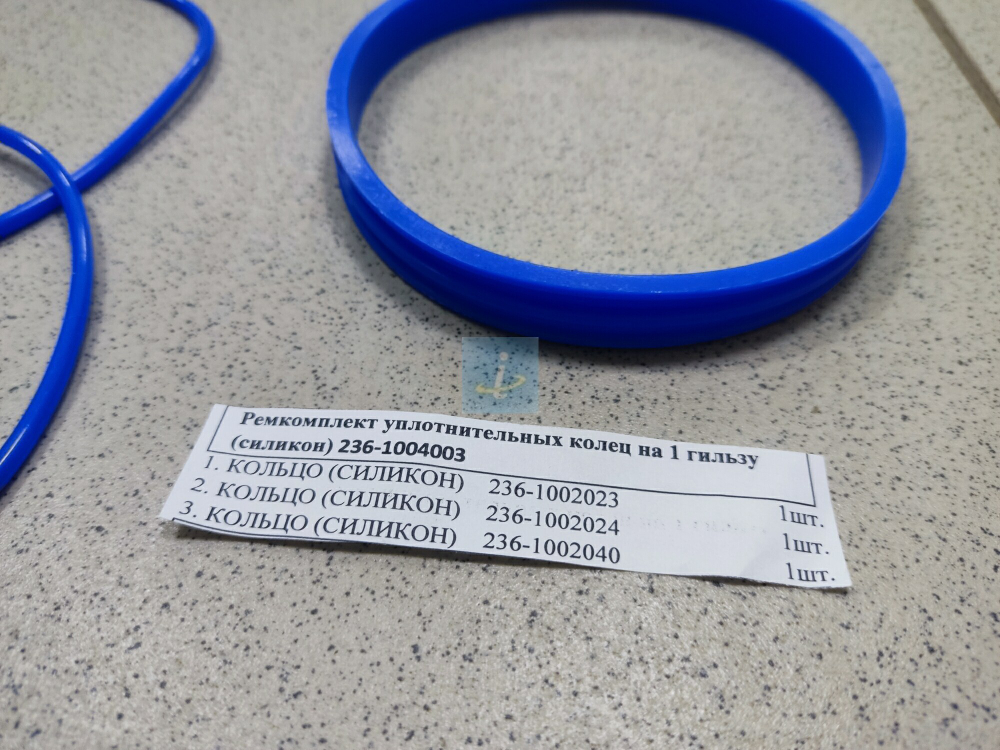 Ремкомплект уплотнительных колец на 1 гильзу
(силикон) 236-1004003
1. КОЛЬЦО (СИЛИКОН) 236-1002023 1шт.
2. КОЛЬЦО (СИЛИКОН) 236-1002024 1шт.
3. КОЛЬЦО (СИЛИКОН) 236-1002040 1шт.